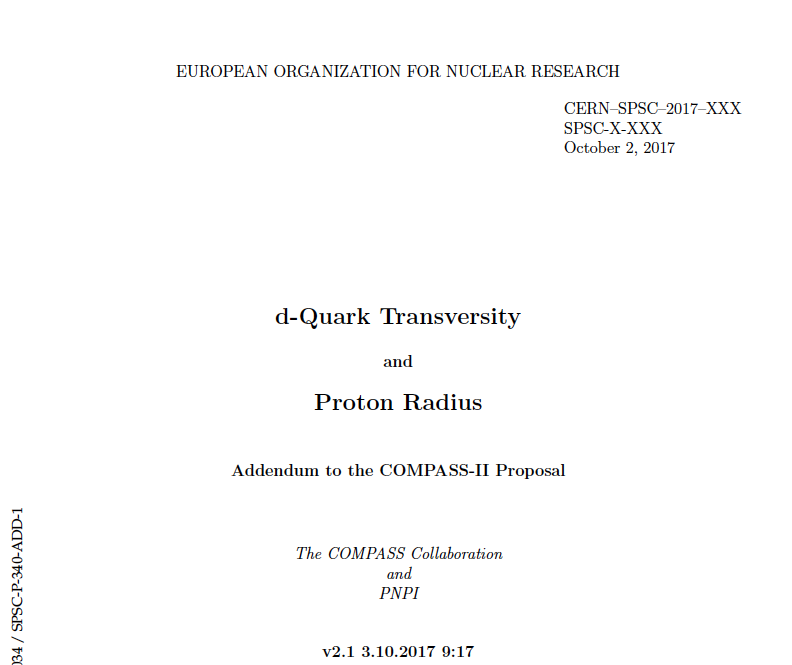 EUROPEAN ORGANIZATION FOR NUCLEAR RESEARCH
CERN–SPSC–2017–XXX
SPSC-X-XXX
October 2, 2017
d-Quark Transversity
and
Proton Radius
Addendum to the COMPASS-II Proposal
The COMPASS Collaboration
and
PNPI
v2.1 3.10.2017 9:17
/ SPSC-P-340-ADD-1